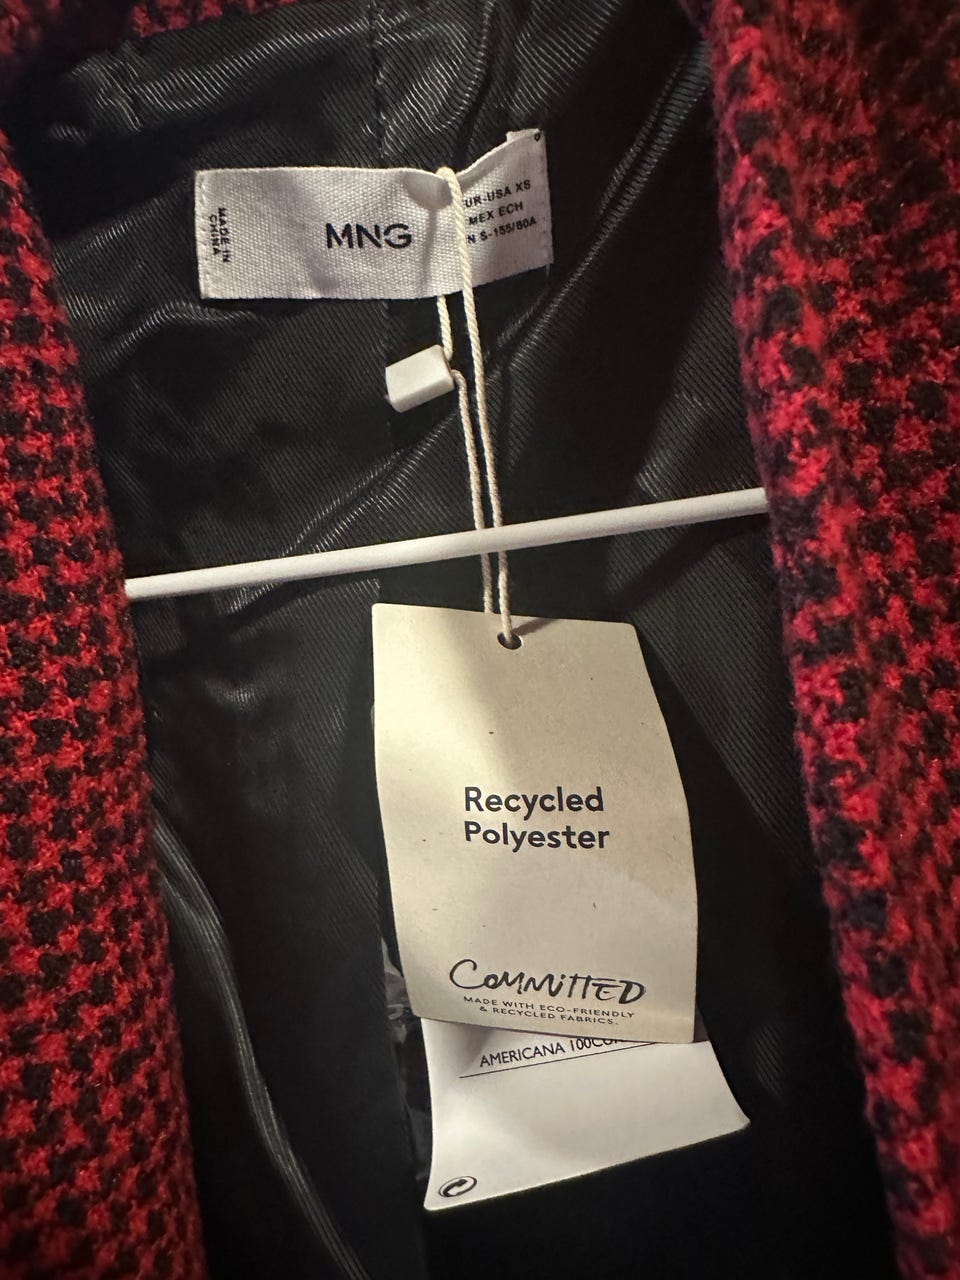 MADE IN
CHINA
MNG
UR-USA XS
MEX ECH
N S-155/80A
Recycled
Polyester
COMMITTED
MADE WITH ECO-FRIENDLY
& RECYCLED FABRICS.
AMERICANA